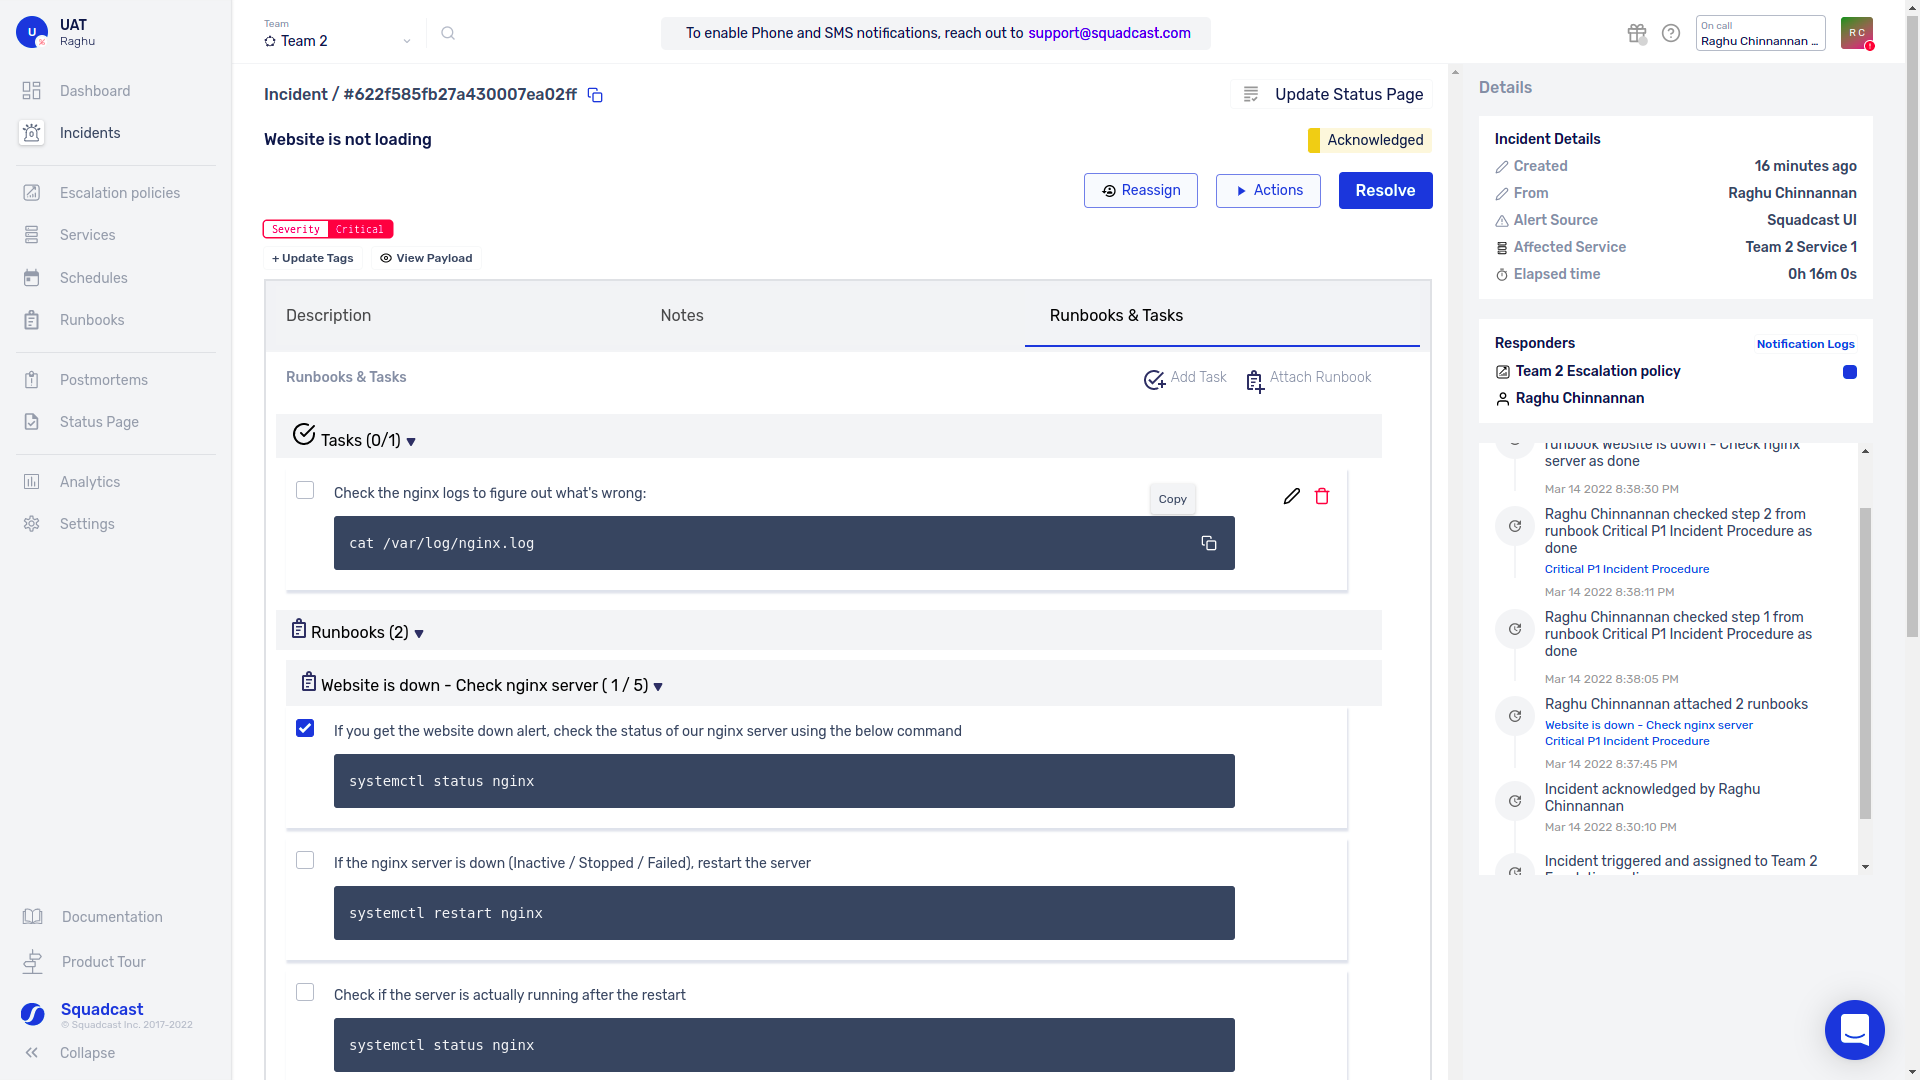 U
UAT
Raghu
Dashboard
Incidents
Escalation policies
Services
Schedules
Runbooks
Postmortems
Status Page
Analytics
Settings
Documentation
Product Tour
Squadcast
© Squadcast Inc. 2017-2022
Collapse
Team
Team 2
To enable Phone and SMS notifications, reach out to support@squadcast.com
On call
Raghu Chinnannan ...
R C
Incident / #622f585fb27a430007ea02ff
Update Status Page
Website is not loading
Acknowledged
Reassign
Actions
Resolve
Severity Critical
+ Update Tags
View Payload
Description
Notes
Runbooks & Tasks
Runbooks & Tasks
Add Task
Attach Runbook
Tasks (0/1)
Check the nginx logs to figure out what's wrong:
Copy
cat /var/log/nginx.log
Runbooks (2)
Website is down - Check nginx server ( 1 / 5)
If you get the website down alert, check the status of our nginx server using the below command
systemctl status nginx
If the nginx server is down (Inactive / Stopped / Failed), restart the server
systemctl restart nginx
Check if the server is actually running after the restart
systemctl status nginx
Details
Incident Details
Created 16 minutes ago
From Raghu Chinnannan
Alert Source Squadcast UI
Affected Service Team 2 Service 1
Elapsed time 0h 16m 0s
Responders
Notification Logs
Team 2 Escalation policy
Raghu Chinnannan
runbook Website is down - Check nginx
server as done
Mar 14 2022 8:38:30 PM
Raghu Chinnannan checked step 2 from
runbook Critical P1 Incident Procedure as
done
Critical P1 Incident Procedure
Mar 14 2022 8:38:11 PM
Raghu Chinnannan checked step 1 from
runbook Critical P1 Incident Procedure as
done
Mar 14 2022 8:38:05 PM
Raghu Chinnannan attached 2 runbooks
Website is down - Check nginx server
Critical P1 Incident Procedure
Mar 14 2022 8:37:45 PM
Incident acknowledged by Raghu
Chinnannan
Mar 14 2022 8:30:10 PM
Incident triggered and assigned to Team 2